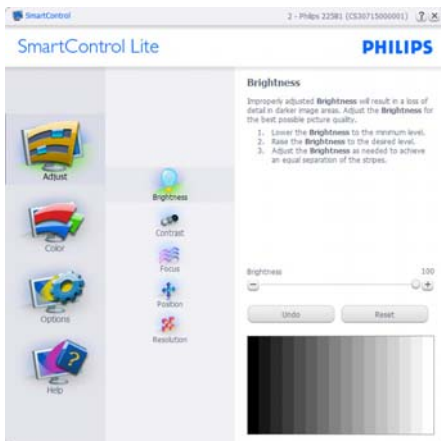 SmartControl
2 - Philips 225B1 (CS30715000001)
SmartControl Lite
PHILIPS
Adjust
Color
Options
Help
Brightness
Contrast
Focus
Position
Resolution
Brightness
Improperly adjusted Brightness will result in a loss of
detail in darker image areas. Adjust the Brightness for
the best possible picture quality.
1. Lower the Brightness to the minimum level.
2. Raise the Brightness to the desired level.
3. Adjust the Brightness as needed to achieve
an equal separation of the stripes.
Brightness
100
Undo
Reset